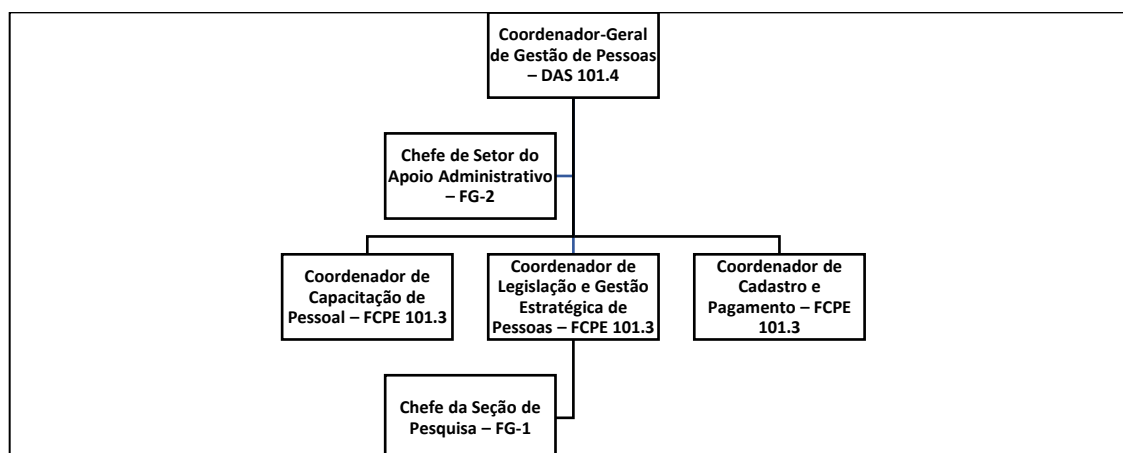 Coordenador-Geral
de Gestão de Pessoas
– DAS 101.4
Chefe de Setor do
Apoio Administrativo
– FG-2
Coordenador de
Capacitação de
Pessoal – FCPE 101.3
Coordenador de
Legislação e Gestão
Estratégica de
Pessoas – FCPE 101.3
Coordenador de
Cadastro e
Pagamento – FCPE
101.3
Chefe da Seção de
Pesquisa – FG-1